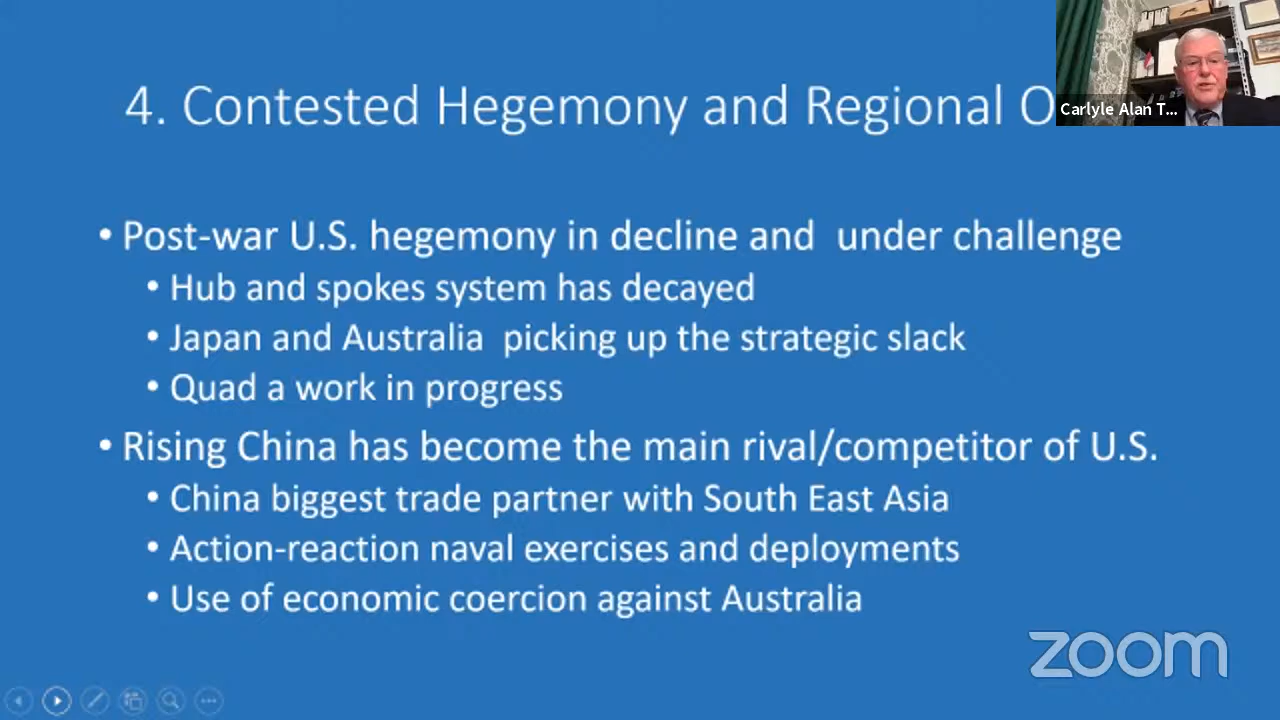 4. Contested Hegemony and Regional O
Carlyle Alan T...
• Post-war U.S. hegemony in decline and  under challenge
• Hub and spokes system has decayed
• Japan and Australia  picking up the strategic slack
• Quad a work in progress
• Rising China has become the main rival/competitor of U.S.
• China biggest trade partner with South East Asia
• Action-reaction naval exercises and deployments
• Use of economic coercion against Australia
zoom